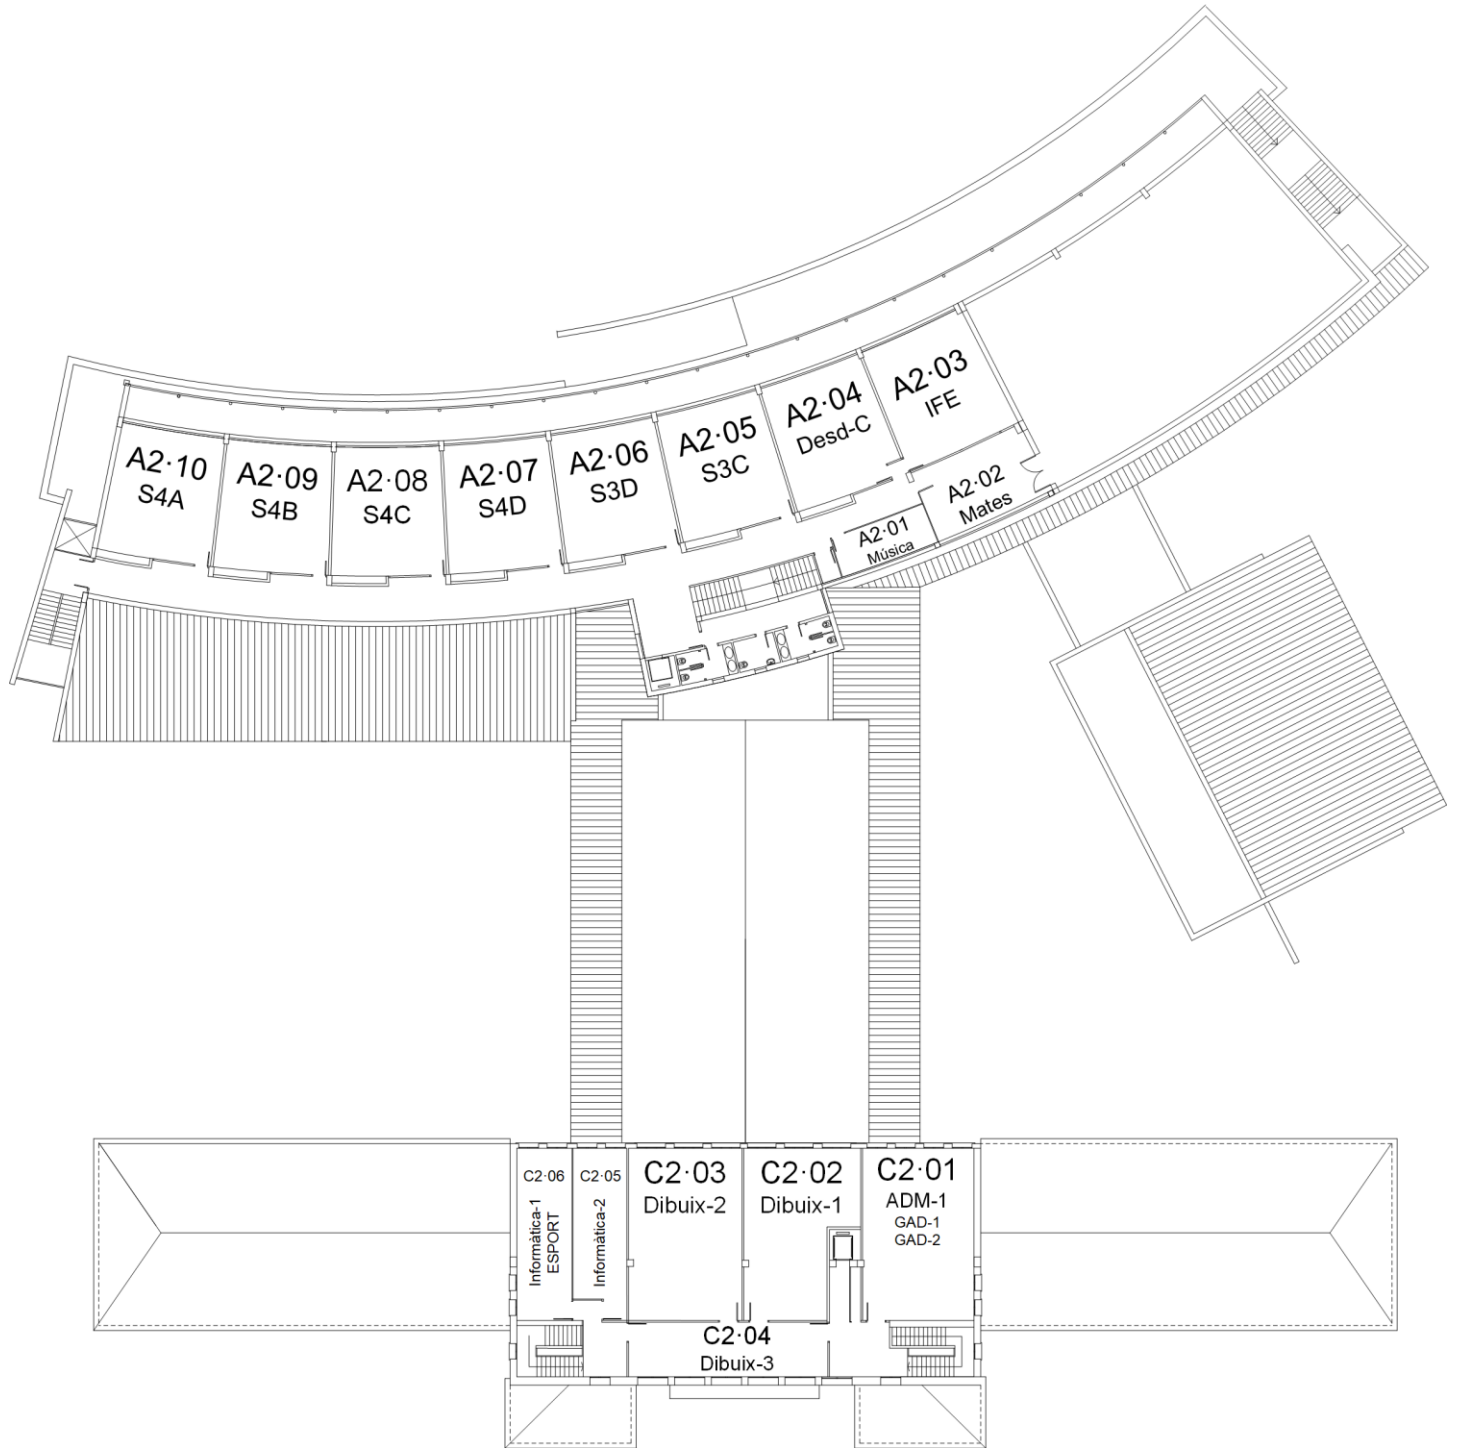 A2·10
S4A
A2·09
S4B
A2·08
S4C
A2·07
S4D
A2·06
S3D
A2·05
S3C
A2·04
Desd-C
A2·03
IFE
A2·02
Mates
A2·01
Música
C2·06
Informàtica-1
ESPORT
C2·05
Informàtica-2
C2·03
Dibuix-2
C2·02
Dibuix-1
C2·01
ADM-1
GAD-1
GAD-2
C2·04
Dibuix-3